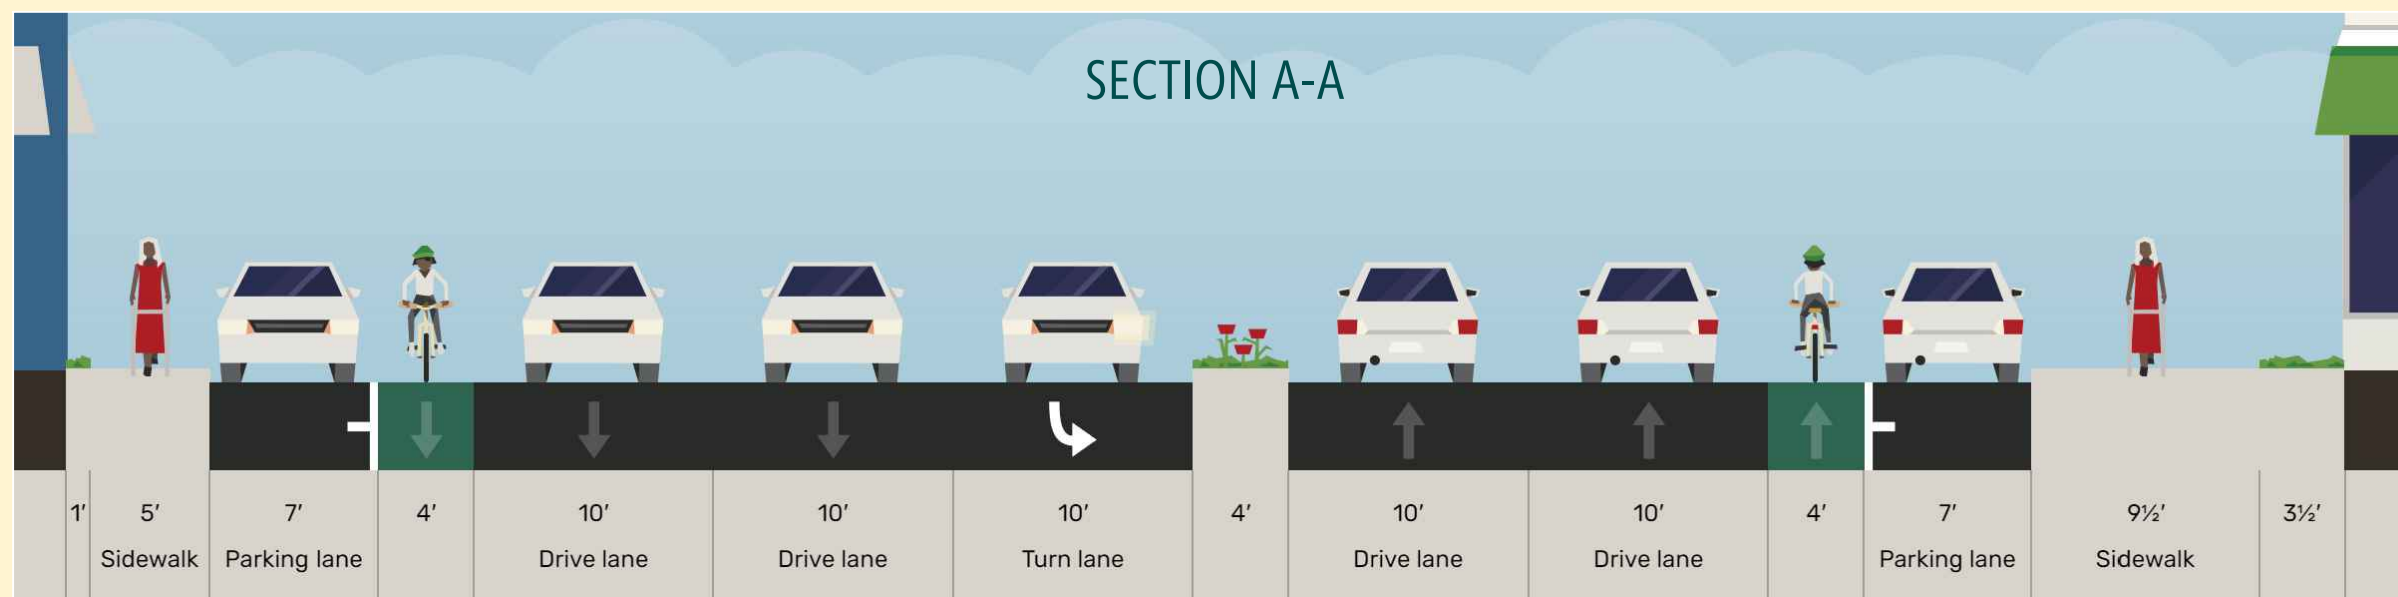 SECTION A-A
1' 5' 7' 4' 10' 10' 10' 4' 10' 10' 4' 7' 9½' 3½'
Sidewalk Parking lane Drive lane Drive lane Turn lane Drive lane Drive lane Parking lane Sidewalk